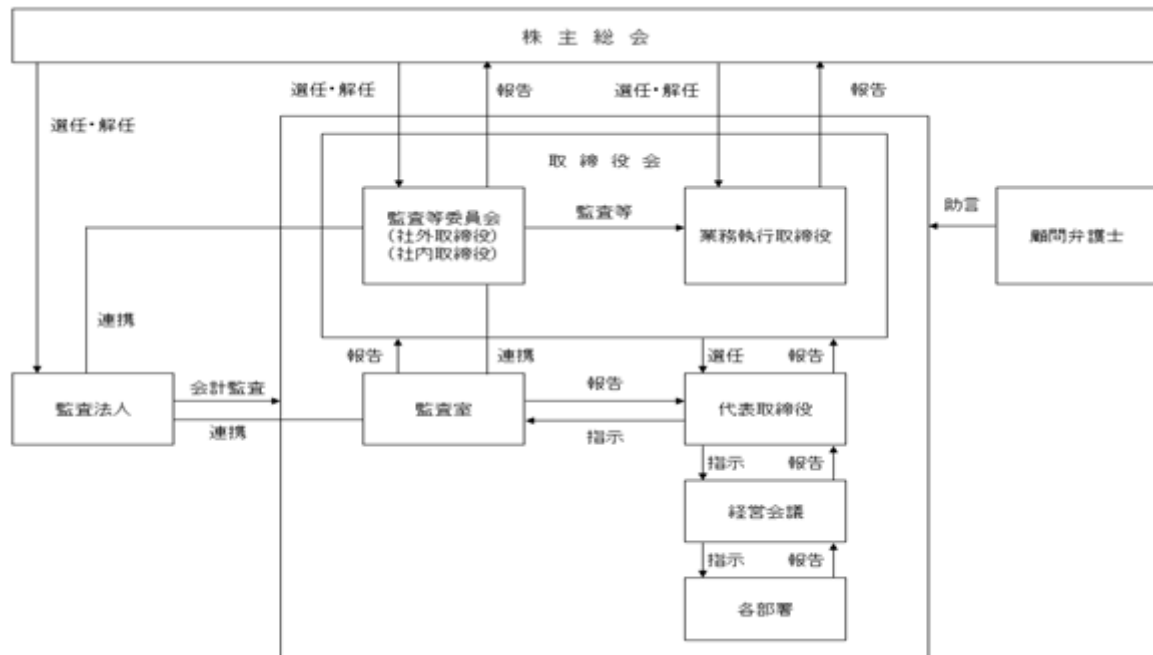 株主総会
選任・解任
報告
選任・解任
報告
選任・解任
取締役会
監査等委員会
(社外取締役)
(社内取締役)
監査等
業務執行取締役
助言
顧問弁護士
連携
報告
連携
選任
報告
監査法人
会計監査
連携
監査室
報告
指示
代表取締役
指示
報告
経営会議
指示
報告
各部署